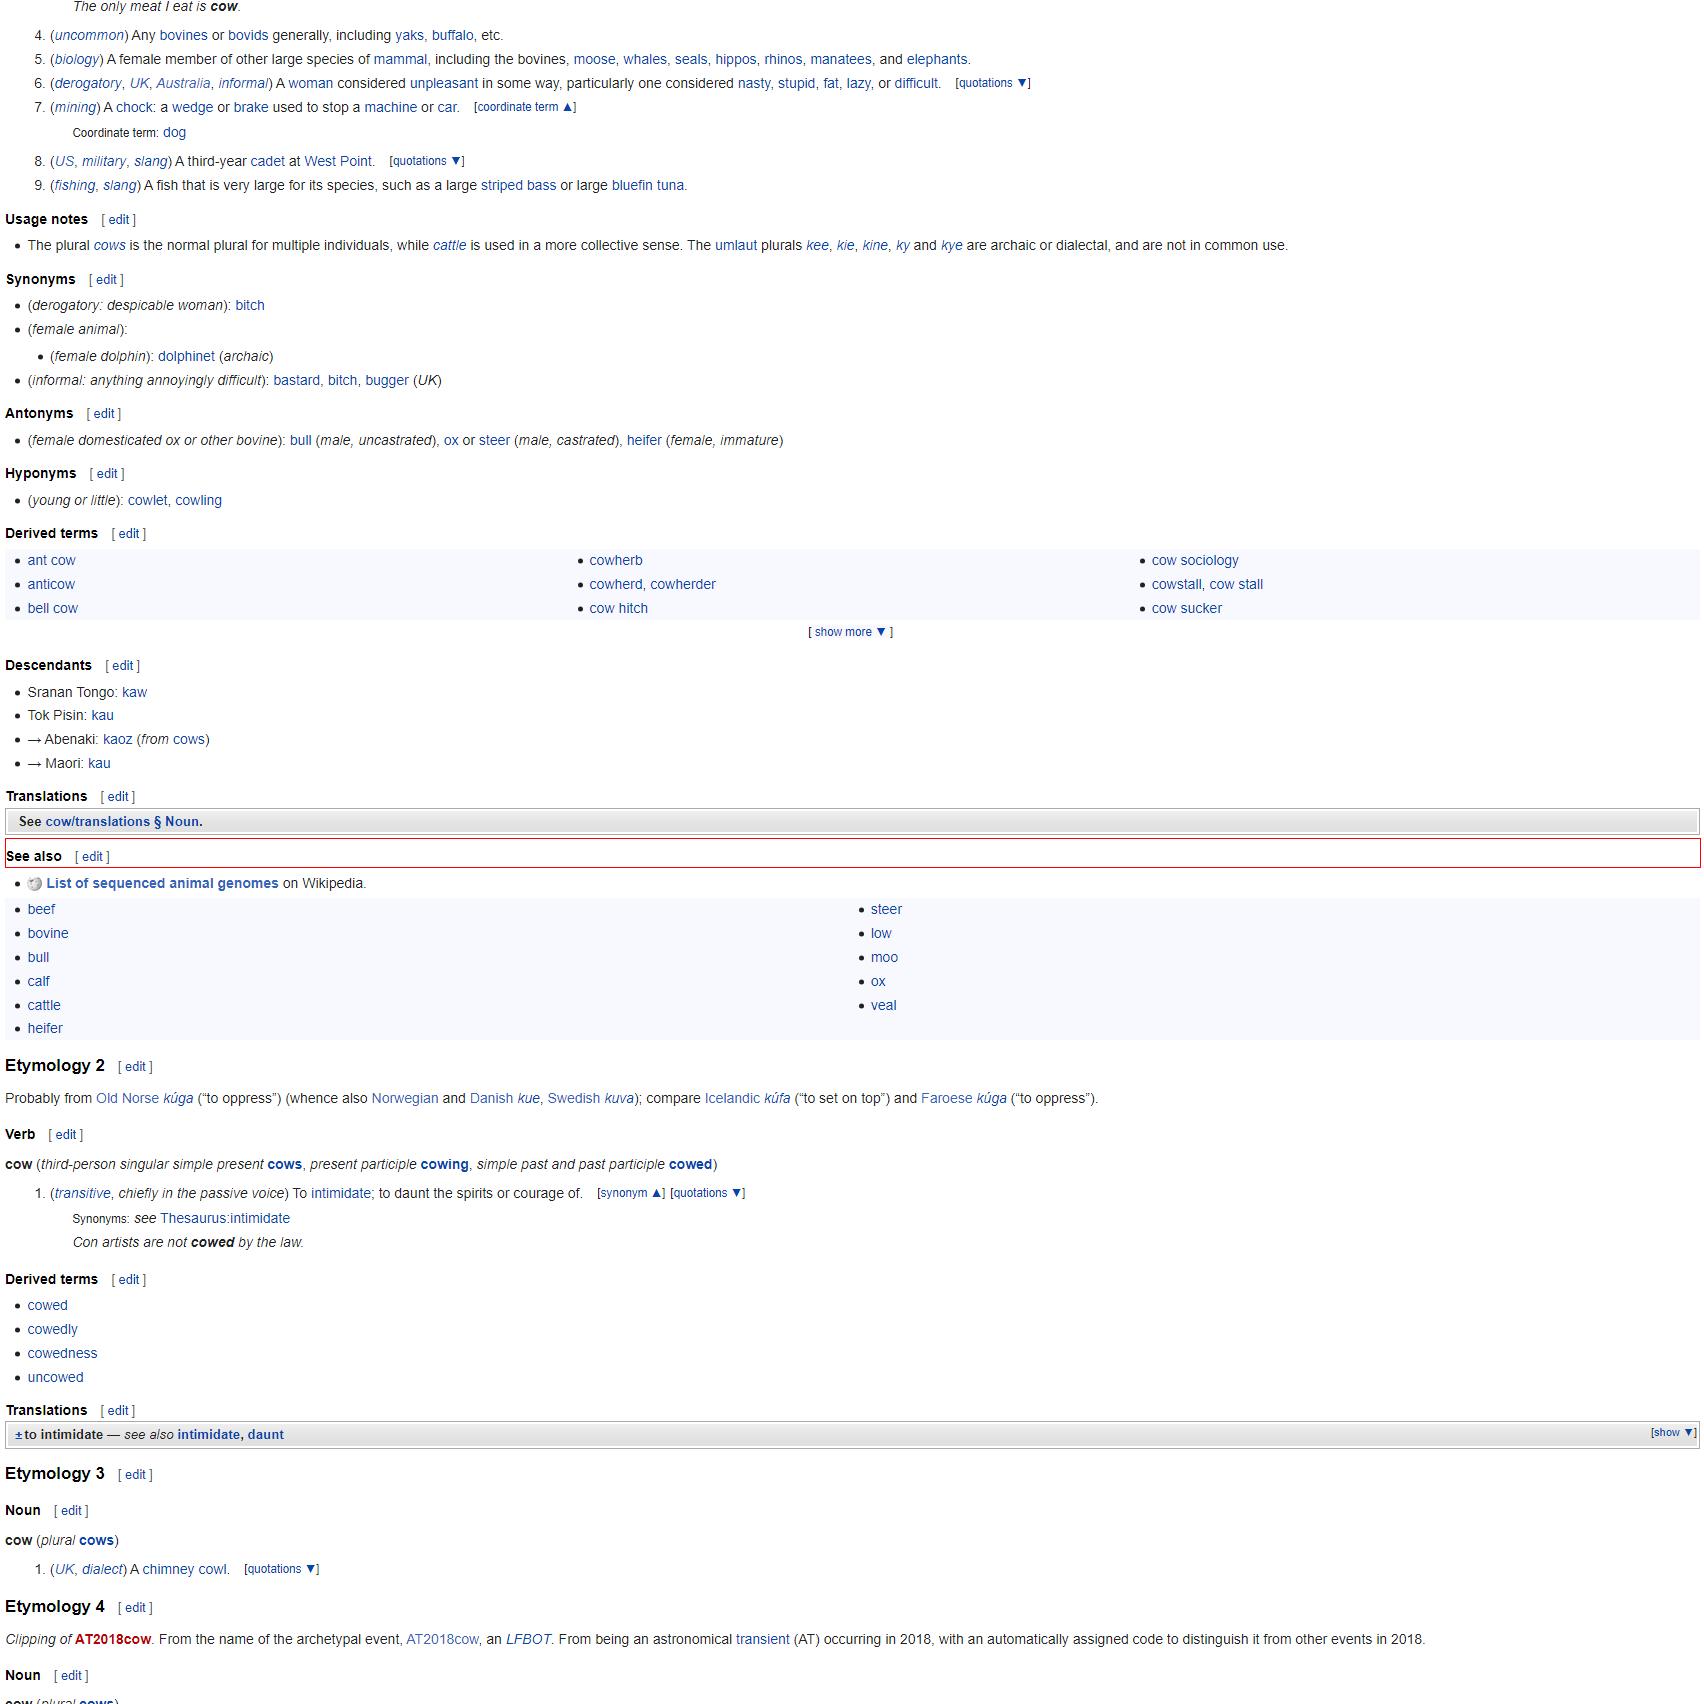 The only meat I eat is cow.
4. (uncommon) Any bovines or bovids generally, including yaks, buffalo, etc.
5. (biology) A female member of other large species of mammal, including the bovines, moose, whales, seals, hippos, rhinos, manatees, and elephants.
6. (derogatory, UK, Australia, informal) A woman considered unpleasant in some way, particularly one considered nasty, stupid, fat, lazy, or difficult. [quotations ▼]
7. (mining) A chock: a wedge or brake used to stop a machine or car. [coordinate term ▲]
Coordinate term: dog
8. (US, military, slang) A third-year cadet at West Point. [quotations ▼]
9. (fishing, slang) A fish that is very large for its species, such as a large striped bass or large bluefin tuna.
Usage notes [ edit ]
• The plural cows is the normal plural for multiple individuals, while cattle is used in a more collective sense. The umlaut plurals kee, kie, kine, ky and kye are archaic or dialectal, and are not in common use.
Synonyms [ edit ]
• (derogatory: despicable woman): bitch
• (female animal):
• (female dolphin): dolphinet (archaic)
• (informal: anything annoyingly difficult): bastard, bitch, bugger (UK)
Antonyms [ edit ]
• (female domesticated ox or other bovine): bull (male, uncastrated), ox or steer (male, castrated), heifer (female, immature)
Hyponyms [ edit ]
• (young or little): cowlet, cowling
Derived terms [ edit ]
• ant cow
• anticow
• bell cow
• cowherb
• cowherd, cowherder
• cow hitch
• cow sociology
• cowstall, cow stall
• cow sucker
[ show more ▼ ]
Descendants [ edit ]
• Sranan Tongo: kaw
• Tok Pisin: kau
• → Abenaki: kaoz (from cows)
• → Maori: kau
Translations [ edit ]
See cow/translations § Noun.
See also [ edit ]
• List of sequenced animal genomes on Wikipedia.
• beef
• bovine
• bull
• calf
• cattle
• heifer
• steer
• low
• moo
• ox
• veal
Etymology 2 [ edit ]
Probably from Old Norse kúga (“to oppress”) (whence also Norwegian and Danish kue, Swedish kuva); compare Icelandic kúfa (“to set on top”) and Faroese kúga (“to oppress”).
Verb [ edit ]
cow (third-person singular simple present cows, present participle cowing, simple past and past participle cowed)
1. (transitive, chiefly in the passive voice) To intimidate; to daunt the spirits or courage of. [synonym ▲] [quotations ▼]
Synonyms: see Thesaurus:intimidate
Con artists are not cowed by the law.
Derived terms [ edit ]
• cowed
• cowedly
• cowedness
• uncowed
Translations [ edit ]
± to intimidate — see also intimidate, daunt [show ▼]
Etymology 3 [ edit ]
Noun [ edit ]
cow (plural cows)
1. (UK, dialect) A chimney cowl. [quotations ▼]
Etymology 4 [ edit ]
Clipping of AT2018cow. From the name of the archetypal event, AT2018cow, an LFBOT. From being an astronomical transient (AT) occurring in 2018, with an automatically assigned code to distinguish it from other events in 2018.
Noun [ edit ]
cow (plural cows)